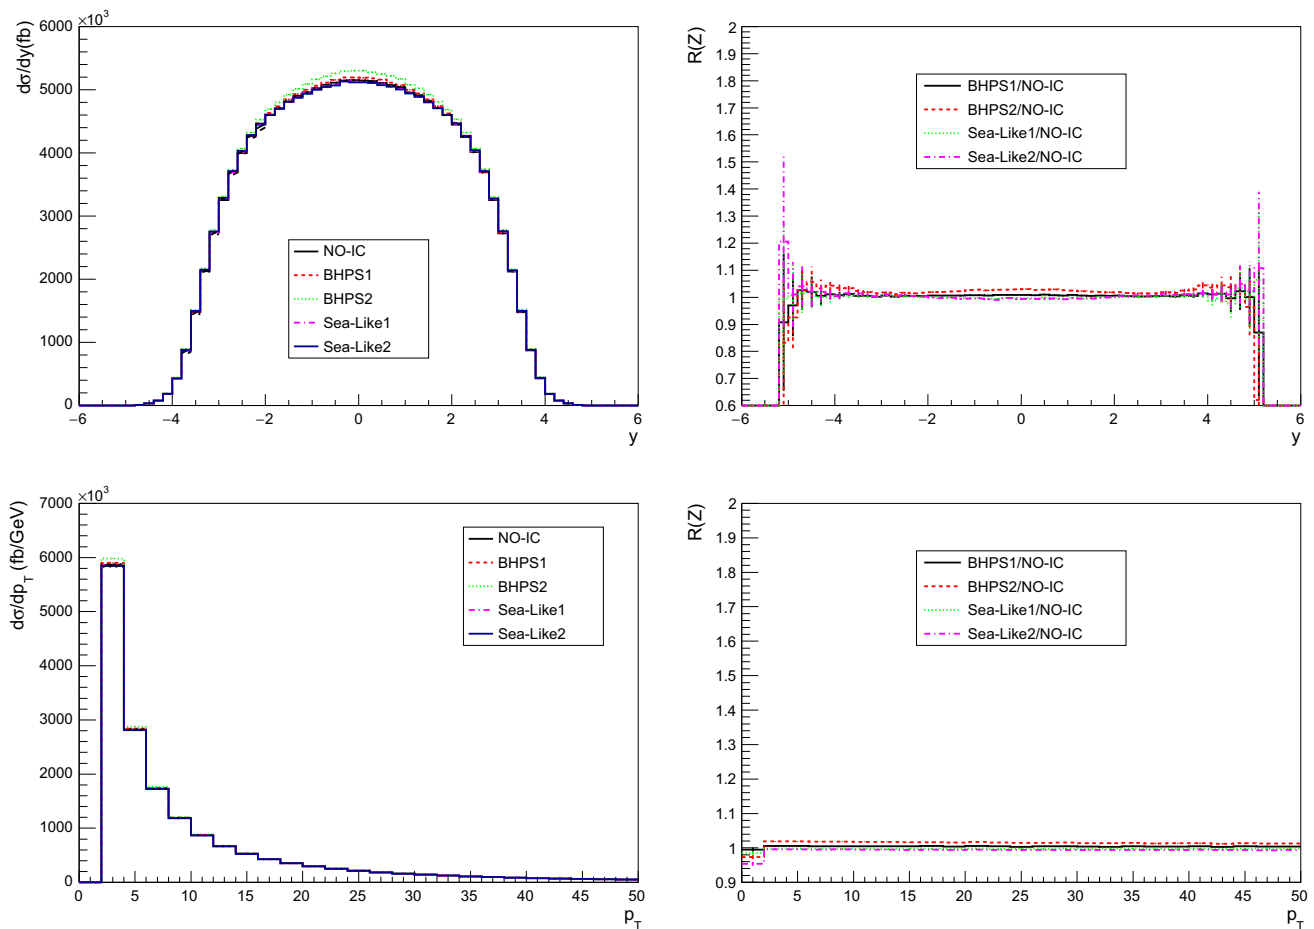 ×10³
dσ/dy(fb)
6000
5000
4000
3000
2000
1000
0
NO-IC
BHPS1
BHPS2
Sea-Like1
Sea-Like2
−6 −4 −2 0 2 4 6
y
R(Z)
2
1.9
1.8
1.7
1.6
1.5
1.4
1.3
1.2
1.1
1
0.9
0.8
0.7
0.6
BHPS1/NO-IC
BHPS2/NO-IC
Sea-Like1/NO-IC
Sea-Like2/NO-IC
−6 −4 −2 0 2 4 6
y
×10³
dσ/dp_T (fb/GeV)
7000
6000
5000
4000
3000
2000
1000
0
NO-IC
BHPS1
BHPS2
Sea-Like1
Sea-Like2
0 5 10 15 20 25 30 35 40 45 50
p_T
R(Z)
2
1.9
1.8
1.7
1.6
1.5
1.4
1.3
1.2
1.1
1
0.9
BHPS1/NO-IC
BHPS2/NO-IC
Sea-Like1/NO-IC
Sea-Like2/NO-IC
0 5 10 15 20 25 30 35 40 45 50
p_T